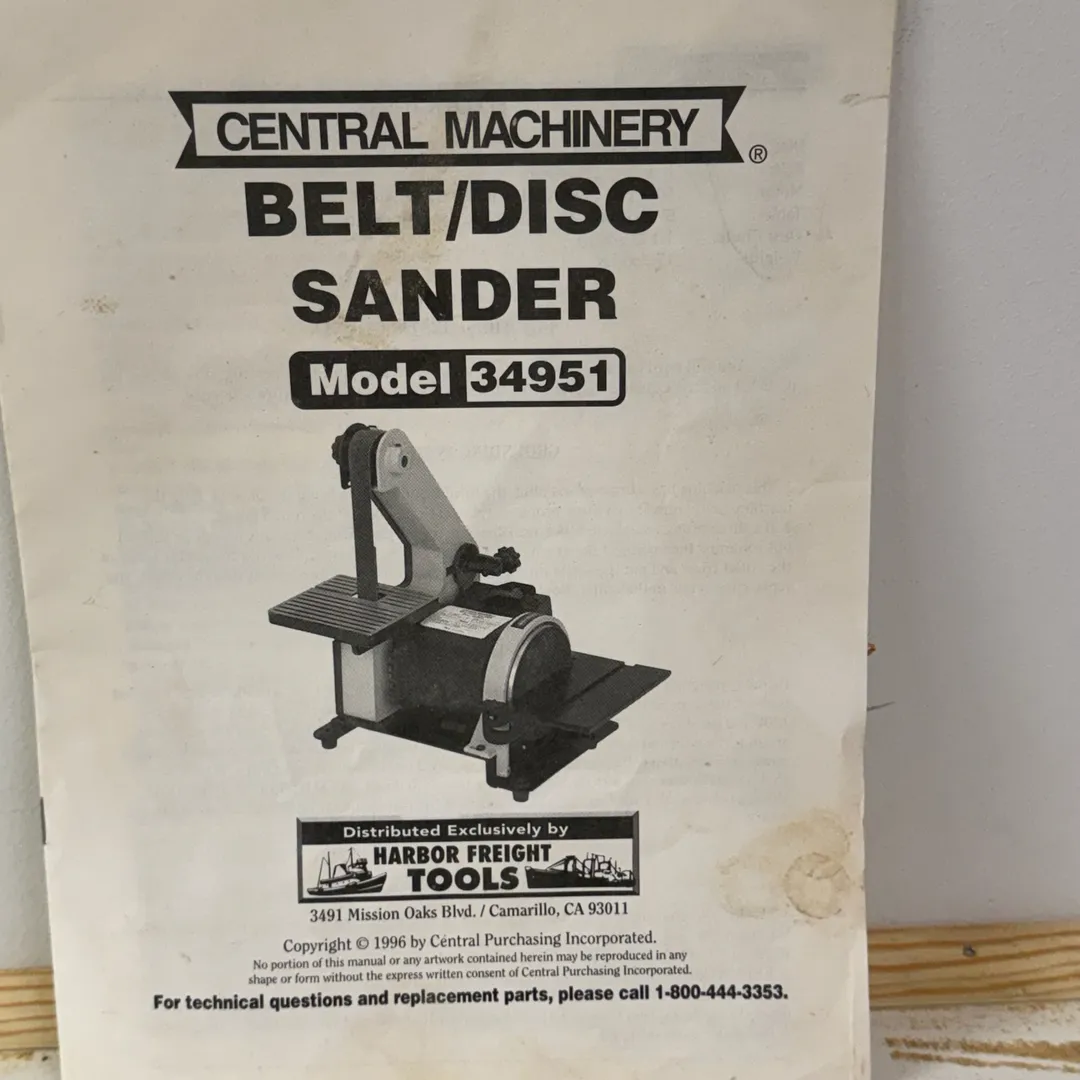 CENTRAL MACHINERY ®
BELT/DISC
SANDER
Model 34951
Distributed Exclusively by
HARBOR FREIGHT
TOOLS
3491 Mission Oaks Blvd. / Camarillo, CA 93011
Copyright © 1996 by Central Purchasing Incorporated.
No portion of this manual or any artwork contained herein may be reproduced in any
shape or form without the express written consent of Central Purchasing Incorporated.
For technical questions and replacement parts, please call 1-800-444-3353.